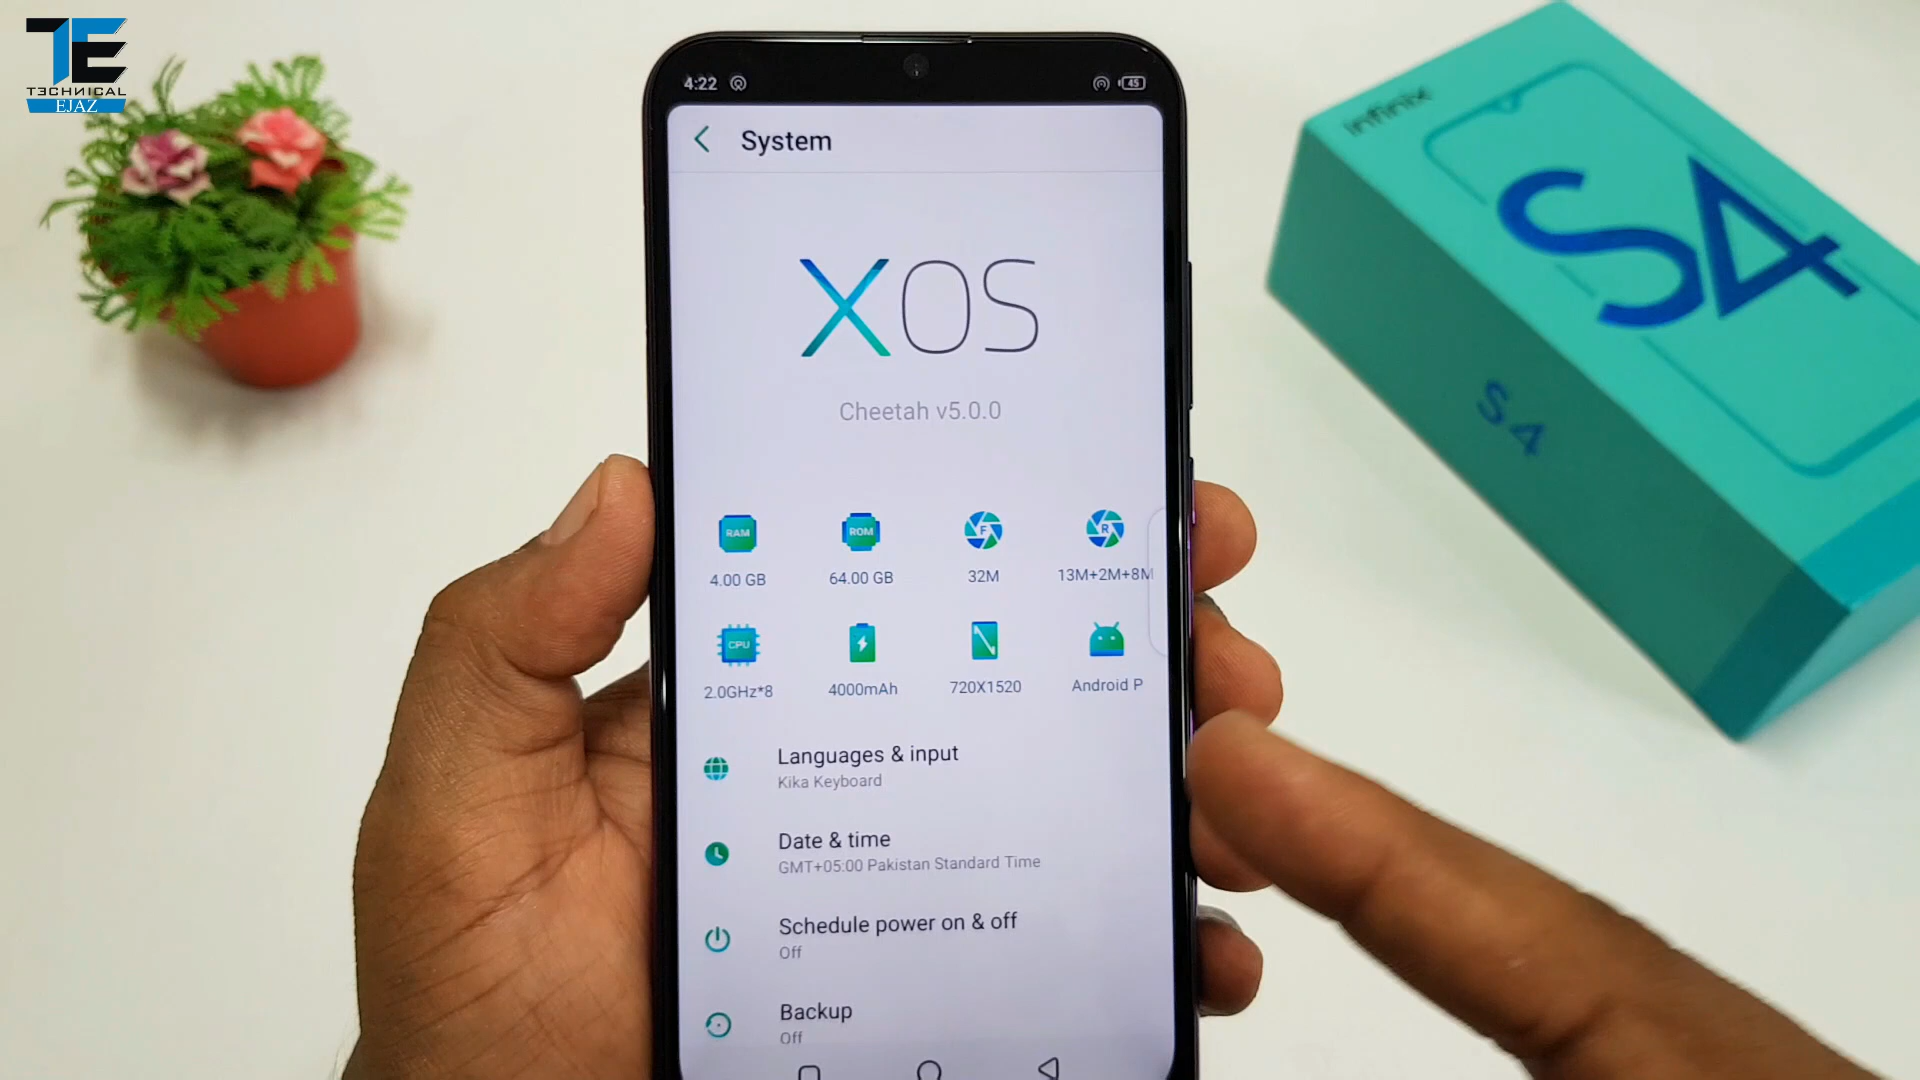 TECHNICAL
EJAZ
4:22
45
System
XOS
Cheetah v5.0.0
RAM
ROM
F
R
4.00 GB
64.00 GB
32M
13M+2M+8M
CPU
2.0GHz*8
4000mAh
720X1520
Android P
Languages & input
Kika Keyboard
Date & time
GMT+05:00 Pakistan Standard Time
Schedule power on & off
Off
Backup
Off
infinix
S4
S4